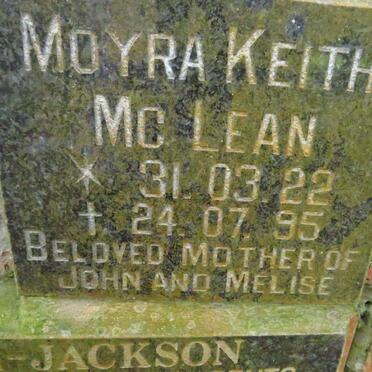 MOYRA KEITH
MC LEAN
* 31.03.22
† 24.07.95
BELOVED MOTHER OF
JOHN AND MELISE
-JACKSON